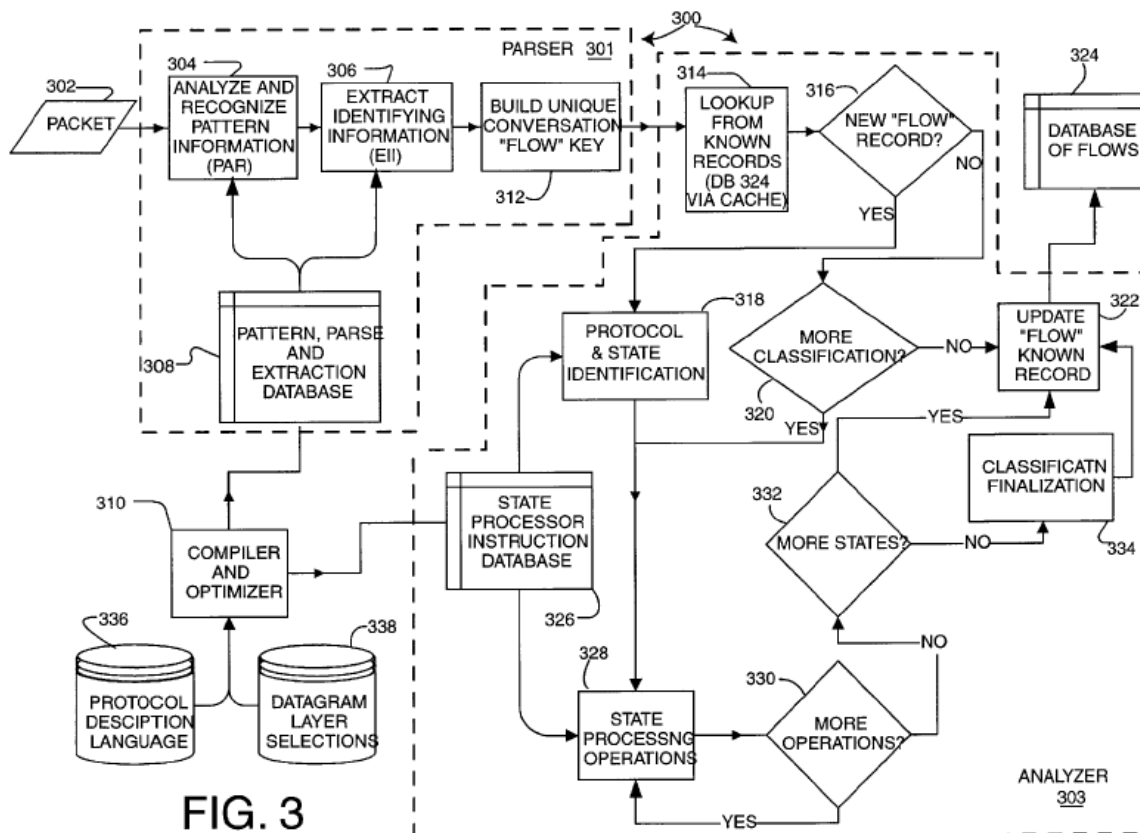 300
PARSER 301
302
PACKET
304
ANALYZE AND
RECOGNIZE
PATTERN
INFORMATION
(PAR)
306
EXTRACT
IDENTIFYING
INFORMATION
(EII)
BUILD UNIQUE
CONVERSATION
"FLOW" KEY
312
314
LOOKUP
FROM
KNOWN
RECORDS
(DB 324
VIA CACHE)
316
NEW "FLOW"
RECORD?
NO
YES
324
DATABASE
OF FLOWS
308
PATTERN, PARSE
AND
EXTRACTION
DATABASE
318
PROTOCOL
& STATE
IDENTIFICATION
MORE
CLASSIFICATION?
320
NO
YES
322
UPDATE
"FLOW"
KNOWN
RECORD
YES
CLASSIFICATN
FINALIZATION
334
332
MORE STATES?
NO
310
COMPILER
AND
OPTIMIZER
STATE
PROCESSOR
INSTRUCTION
DATABASE
326
336
PROTOCOL
DESCIPTION
LANGUAGE
338
DATAGRAM
LAYER
SELECTIONS
328
STATE
PROCESSNG
OPERATIONS
330
MORE
OPERATIONS?
NO
YES
ANALYZER
303
FIG. 3